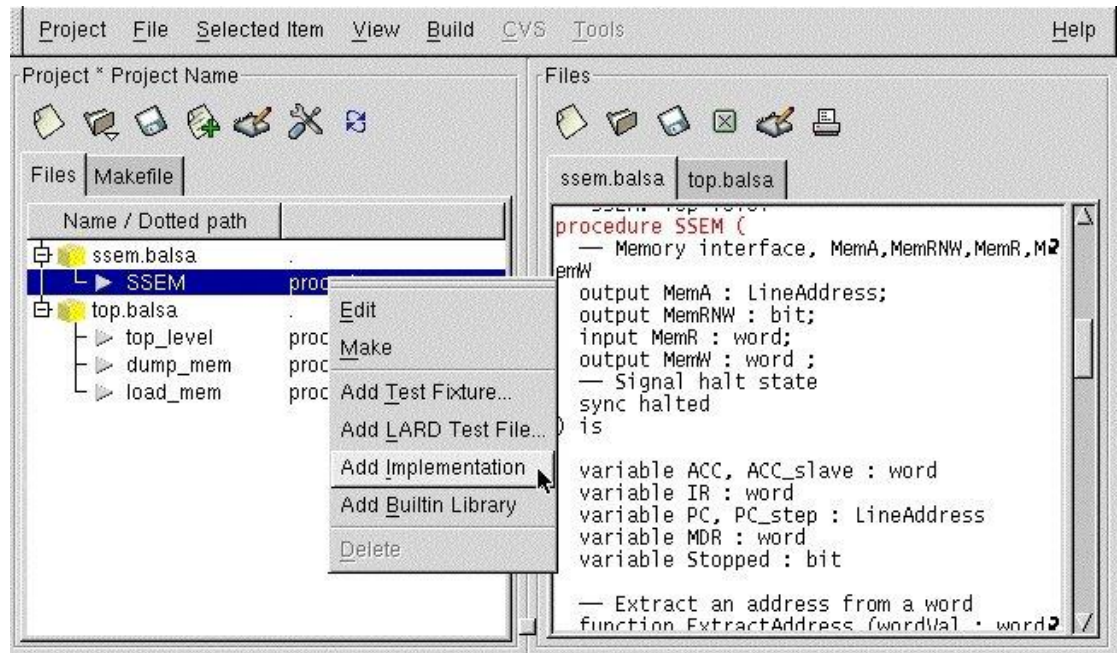 Project File Selected Item View Build CVS Tools Help
Project * Project Name
Files Makefile
Name / Dotted path
ssem.balsa .
SSEM
top.balsa .
top_level proc
dump_mem proc
load_mem proc
Edit
Make
Add Test Fixture...
Add LARD Test File...
Add Implementation
Add Builtin Library
Delete
Files
ssem.balsa top.balsa
procedure SSEM (
— Memory interface, MemA,MemRNW,MemR,M
emW
output MemA : LineAddress;
output MemRNW : bit;
input MemR : word;
output MemW : word ;
— Signal halt state
sync halted
) is
variable ACC, ACC_slave : word
variable IR : word
variable PC, PC_step : LineAddress
variable MDR : word
variable Stopped : bit
— Extract an address from a word
function ExtractAddress (wordVal : word